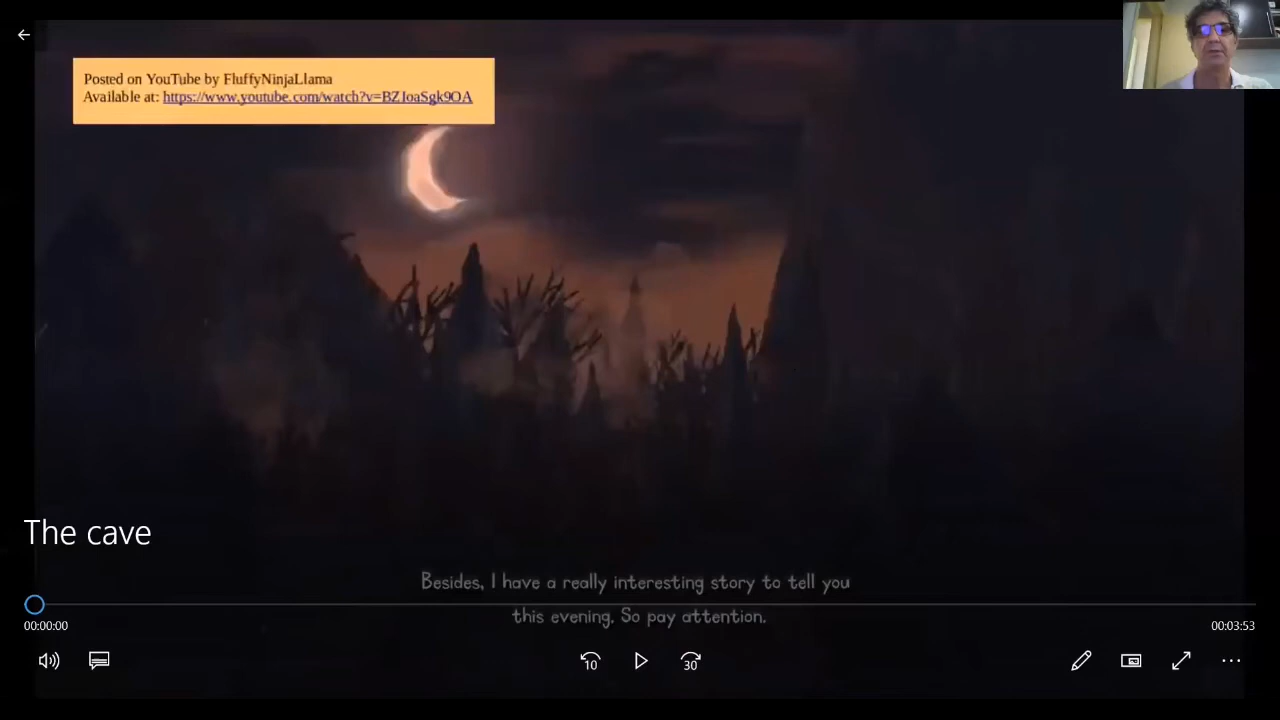 Posted on YouTube by FluffyNinjaLlama
Available at: https://www.youtube.com/watch?v=BZJoaSgk9OA
The cave
Besides, I have a really interesting story to tell you
this evening. So pay attention.
00:00:00
00:03:53
10
30